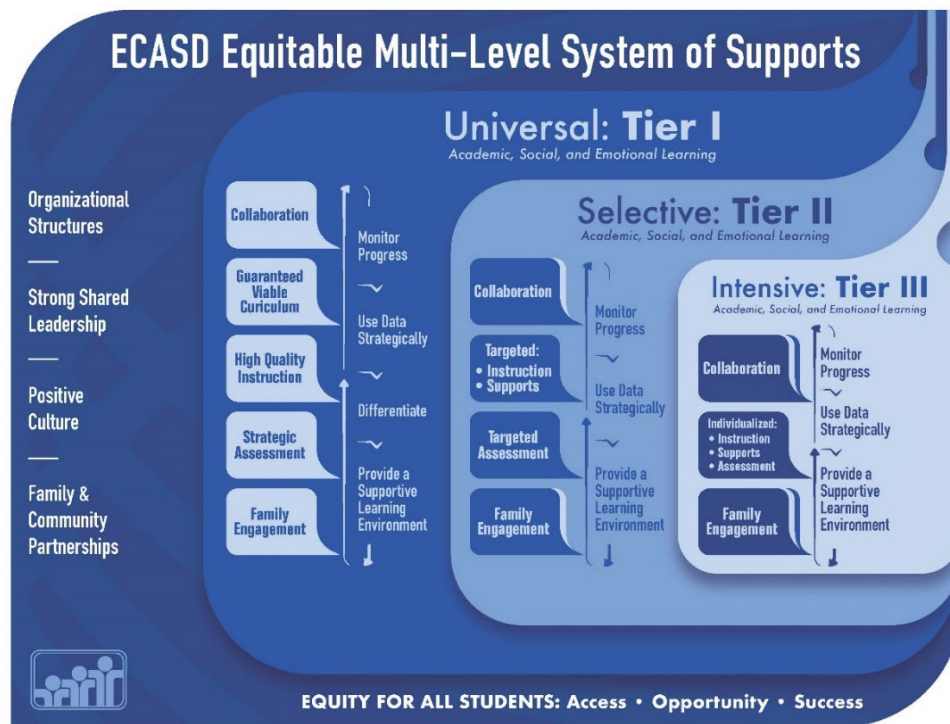 ECASD Equitable Multi-Level System of Supports
Organizational
Structures
Strong Shared
Leadership
Positive
Culture
Family &
Community
Partnerships
Universal: Tier I
Academic, Social, and Emotional Learning
Collaboration
Guaranteed
Viable
Curiculum
High Quality
Instruction
Strategic
Assessment
Family
Engagement
Monitor
Progress
Use Data
Strategically
Differentiate
Provide a
Supportive
Learning
Environment
Selective: Tier II
Academic, Social, and Emotional Learning
Collaboration
Targeted:
• Instruction
• Supports
Targeted
Assessment
Family
Engagement
Monitor
Progress
Use Data
Strategically
Provide a
Supportive
Learning
Environment
Intensive: Tier III
Academic, Social, and Emotional Learning
Collaboration
Individualized:
• Instruction
• Supports
• Assessment
Family
Engagement
Monitor
Progress
Use Data
Strategically
Provide a
Supportive
Learning
Environment
EQUITY FOR ALL STUDENTS: Access • Opportunity • Success